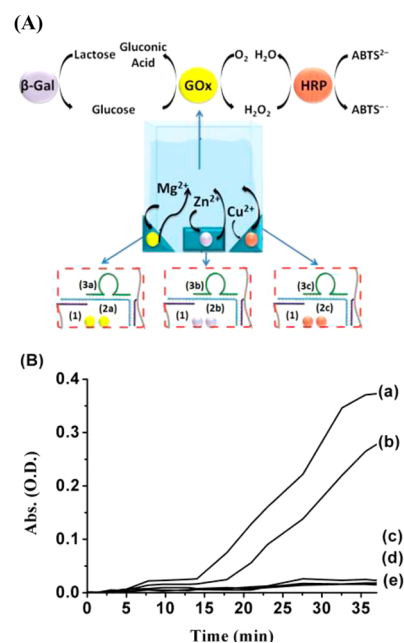 (A)
Lactose Gluconic Acid O₂ H₂O ABTS²⁻
β-Gal GOx HRP
Glucose H₂O₂ ABTS⁻˙
Mg²⁺
Zn²⁺
Cu²⁺
(3a) (3b) (3c)
(1) (2a) (1) (2b) (1) (2c)
(B)
0.4
0.3
0.2
0.1
0.0
Abs. (O.D.)
(a)
(b)
(c)
(d)
(e)
0 5 10 15 20 25 30 35
Time (min)